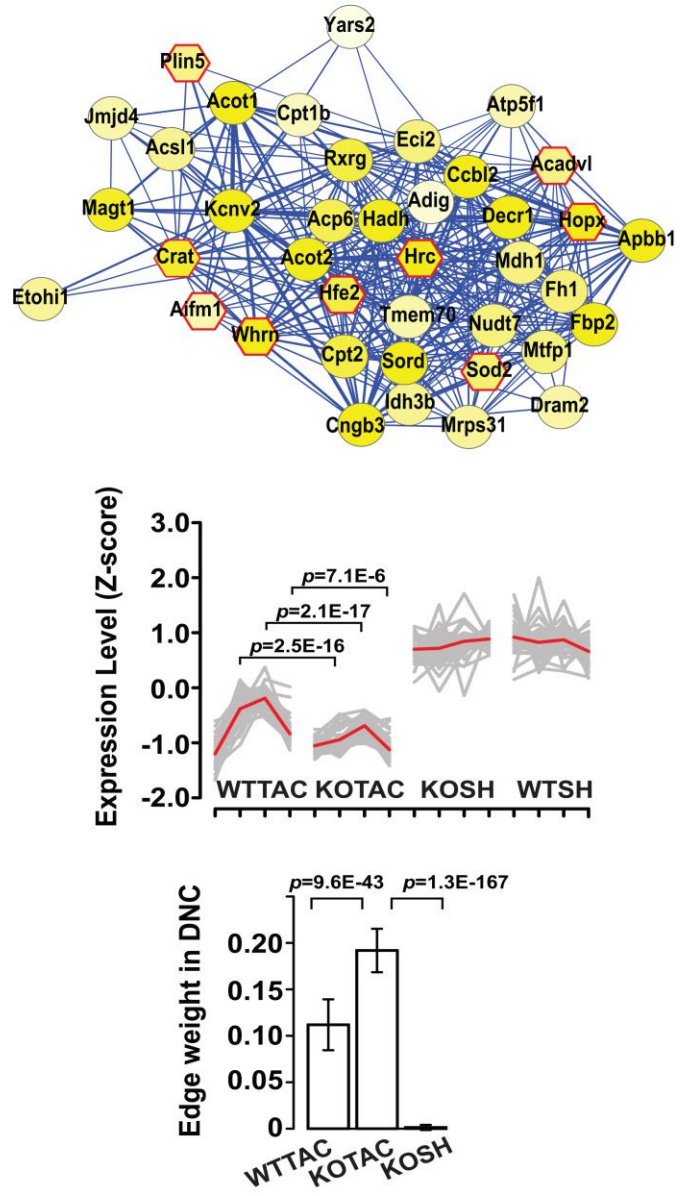 Yars2
Plin5
Acot1
Cpt1b
Atp5f1
Jmjd4
Acsl1
Rxrg
Eci2
Ccbl2
Acadvl
Magt1
Kcnv2
Acp6
Hadh
Adig
Decr1
Hopx
Apbb1
Crat
Acot2
Hrc
Mdh1
Etohi1
Aifm1
Hfe2
Tmem70
Fh1
Whrn
Nudt7
Fbp2
Cpt2
Sord
Sod2
Mtfp1
Idh3b
Dram2
Cngb3
Mrps31
Expression Level (Z-score)
3.0
2.0
1.0
0.0
-1.0
-2.0
p=7.1E-6
p=2.1E-17
p=2.5E-16
WTTAC KOTAC KOSH WTSH
Edge weight in DNC
p=9.6E-43 p=1.3E-167
0.20
0.15
0.10
0.05
0
WTTAC
KOTAC
KOSH